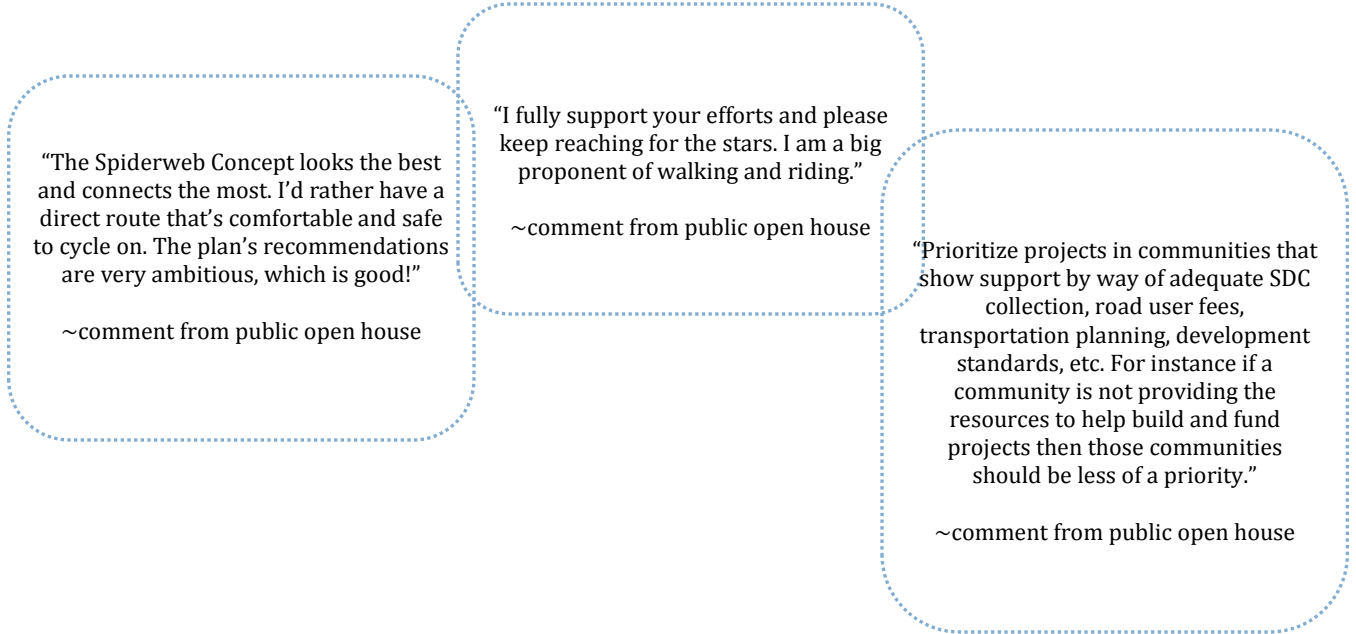 “The Spiderweb Concept looks the best
and connects the most. I’d rather have a
direct route that’s comfortable and safe
to cycle on. The plan’s recommendations
are very ambitious, which is good!”
~comment from public open house
“I fully support your efforts and please
keep reaching for the stars. I am a big
proponent of walking and riding.”
~comment from public open house
“Prioritize projects in communities that
show support by way of adequate SDC
collection, road user fees,
transportation planning, development
standards, etc. For instance if a
community is not providing the
resources to help build and fund
projects then those communities
should be less of a priority.”
~comment from public open house